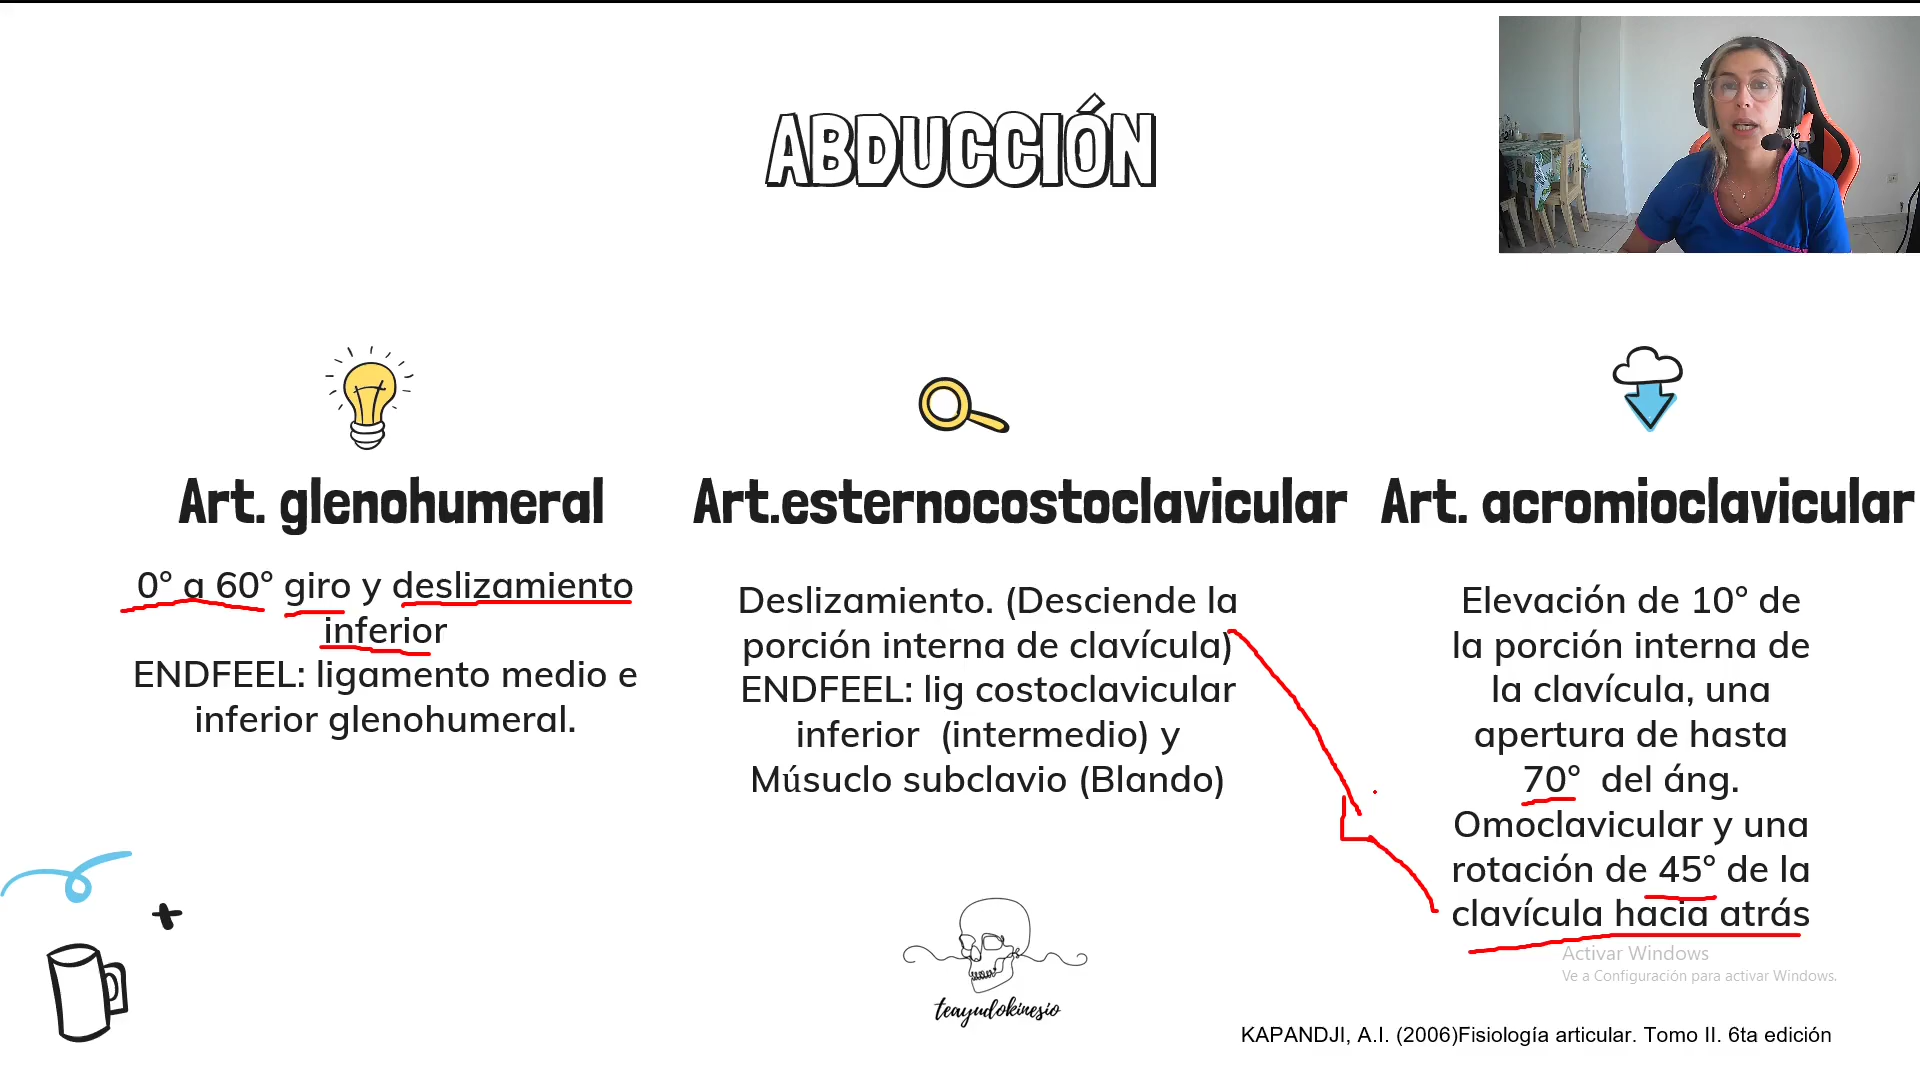 ABDUCCIÓN
Art. glenohumeral
0° a 60° giro y deslizamiento
inferior
ENDFEEL: ligamento medio e
inferior glenohumeral.
Art.esternocostoclavicular
Deslizamiento. (Desciende la
porción interna de clavícula)
ENDFEEL: lig costoclavicular
inferior (intermedio) y
Músuclo subclavio (Blando)
Art. acromioclavicular
Elevación de 10° de
la porción interna de
la clavícula, una
apertura de hasta
70° del áng.
Omoclavicular y una
rotación de 45° de la
clavícula hacia atrás
Activar Windows
Ve a Configuración para activar Windows.
teayudokinesio
KAPANDJI, A.I. (2006)Fisiología articular. Tomo II. 6ta edición